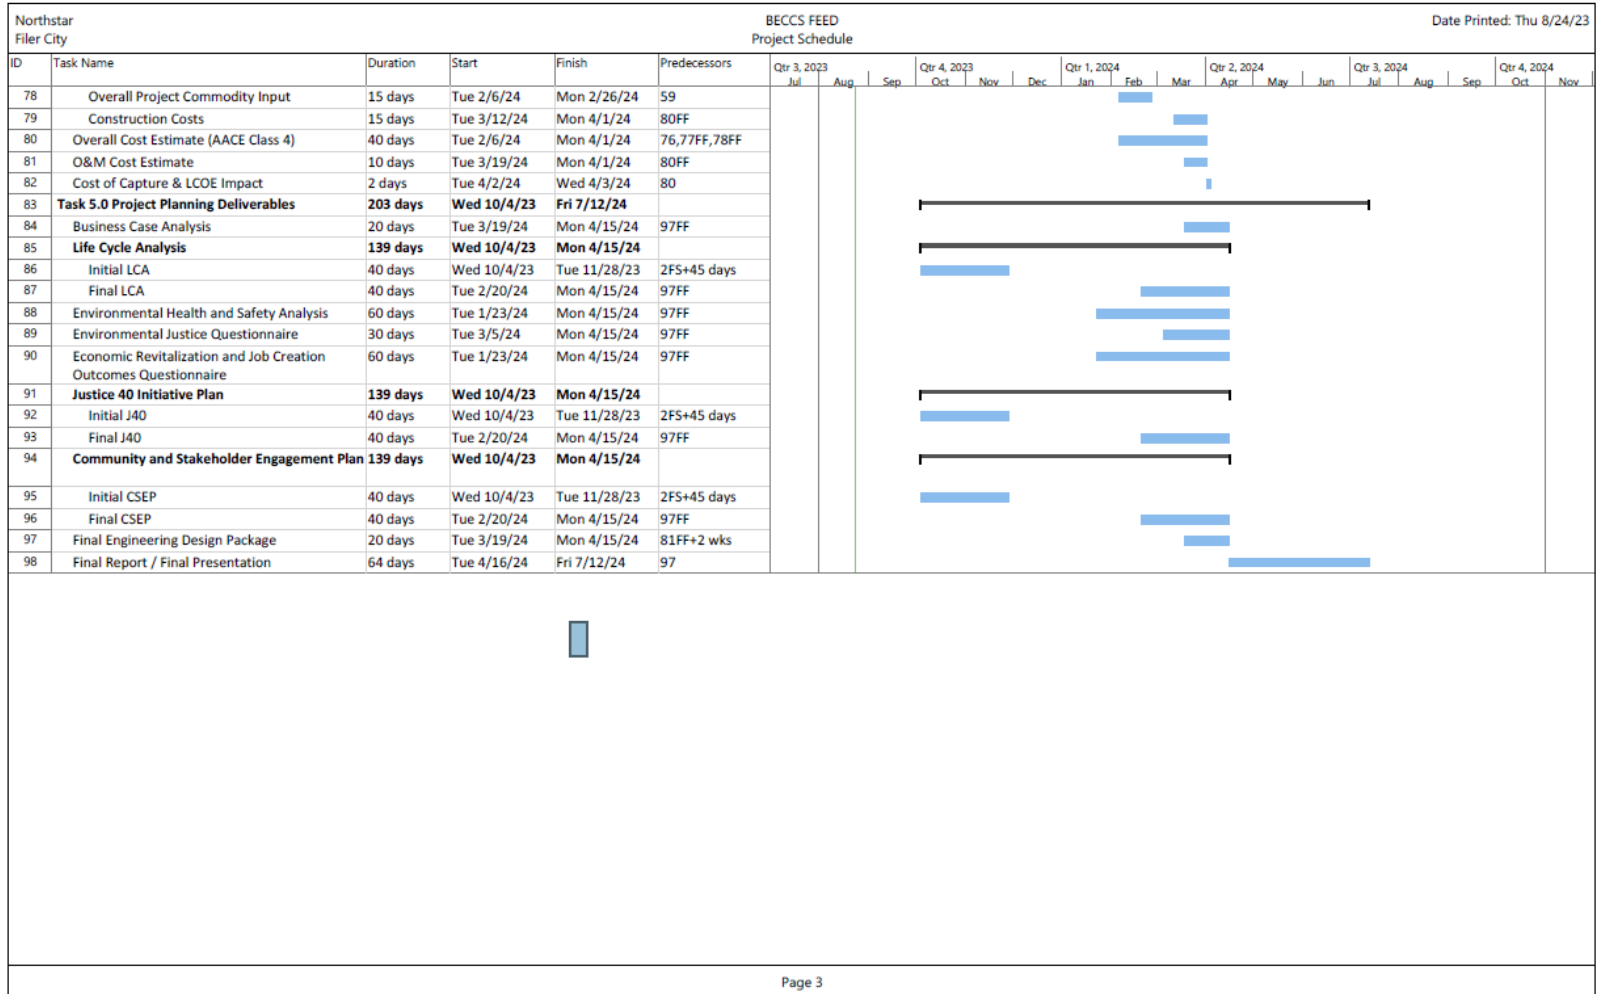 Northstar
Filer City
BECCS FEED
Project Schedule
Date Printed: Thu 8/24/23
ID Task Name Duration Start Finish Predecessors
Qtr 3, 2023 Qtr 4, 2023 Qtr 1, 2024 Qtr 2, 2024 Qtr 3, 2024 Qtr 4, 2024
Jul Aug Sep Oct Nov Dec Jan Feb Mar Apr May Jun Jul Aug Sep Oct Nov
78 Overall Project Commodity Input 15 days Tue 2/6/24 Mon 2/26/24 59
79 Construction Costs 15 days Tue 3/12/24 Mon 4/1/24 80FF
80 Overall Cost Estimate (AACE Class 4) 40 days Tue 2/6/24 Mon 4/1/24 76,77FF,78FF
81 O&M Cost Estimate 10 days Tue 3/19/24 Mon 4/1/24 80FF
82 Cost of Capture & LCOE Impact 2 days Tue 4/2/24 Wed 4/3/24 80
83 Task 5.0 Project Planning Deliverables 203 days Wed 10/4/23 Fri 7/12/24
84 Business Case Analysis 20 days Tue 3/19/24 Mon 4/15/24 97FF
85 Life Cycle Analysis 139 days Wed 10/4/23 Mon 4/15/24
86 Initial LCA 40 days Wed 10/4/23 Tue 11/28/23 2FS+45 days
87 Final LCA 40 days Tue 2/20/24 Mon 4/15/24 97FF
88 Environmental Health and Safety Analysis 60 days Tue 1/23/24 Mon 4/15/24 97FF
89 Environmental Justice Questionnaire 30 days Tue 3/5/24 Mon 4/15/24 97FF
90 Economic Revitalization and Job Creation 60 days Tue 1/23/24 Mon 4/15/24 97FF
Outcomes Questionnaire
91 Justice 40 Initiative Plan 139 days Wed 10/4/23 Mon 4/15/24
92 Initial J40 40 days Wed 10/4/23 Tue 11/28/23 2FS+45 days
93 Final J40 40 days Tue 2/20/24 Mon 4/15/24 97FF
94 Community and Stakeholder Engagement Plan 139 days Wed 10/4/23 Mon 4/15/24
95 Initial CSEP 40 days Wed 10/4/23 Tue 11/28/23 2FS+45 days
96 Final CSEP 40 days Tue 2/20/24 Mon 4/15/24 97FF
97 Final Engineering Design Package 20 days Tue 3/19/24 Mon 4/15/24 81FF+2 wks
98 Final Report / Final Presentation 64 days Tue 4/16/24 Fri 7/12/24 97
Page 3